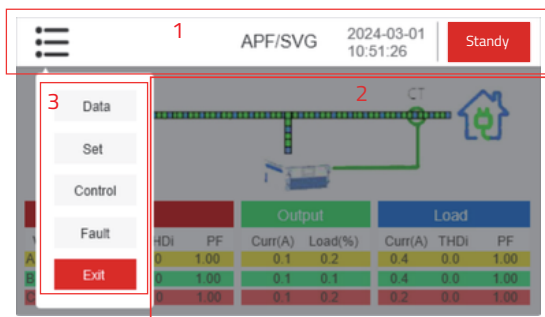 1
APF/SVG
2024-03-01
10:51:26
Standy
3
Data
2
CT
Set
Control
Fault
Exit
Output
Load
HDi PF Curr(A) Load(%) Curr(A) THDi PF
A 0 1.00 0.1 0.2 0.4 0.0 1.00
B 0 1.00 0.1 0.1 0.4 0.0 1.00
C 0 1.00 0.1 0.2 0.2 0.0 1.00